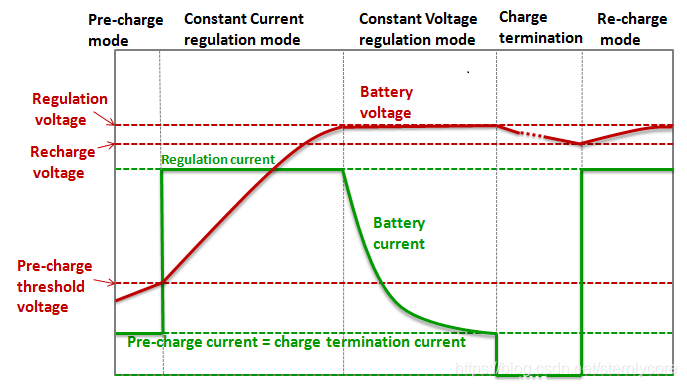 Pre-charge
mode
Constant Current
regulation mode
Constant Voltage
regulation mode
Charge
termination
Re-charge
mode
Regulation
voltage
Battery
voltage
Recharge
voltage
Regulation current
Battery
current
Pre-charge
threshold
voltage
Pre-charge current = charge termination current